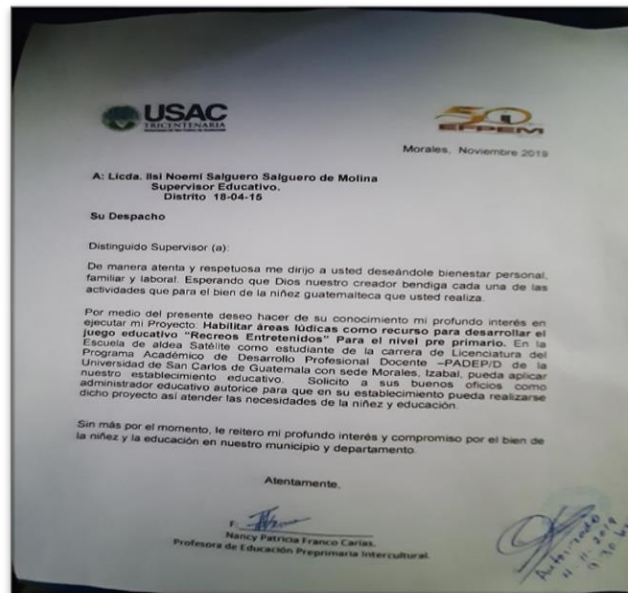 USAC
TRICENTENARIA
Universidad de San Carlos de Guatemala
50
EFPEM
Morales, Noviembre 2019
A: Licda. Ilsi Noemi Salguero Salguero de Molina
Supervisor Educativo.
Distrito 18-04-15
Su Despacho
Distinguido Supervisor (a):
De manera atenta y respetuosa me dirijo a usted deseándole bienestar personal,
familiar y laboral. Esperando que Dios nuestro creador bendiga cada una de las
actividades que para el bien de la niñez guatemalteca que usted realiza.
Por medio del presente deseo hacer de su conocimiento mi profundo interés en
ejecutar mi Proyecto: Habilitar áreas lúdicas como recurso para desarrollar el
juego educativo "Recreos Entretenidos" Para el nivel pre primario. En la
Escuela de aldea Satélite como estudiante de la carrera de Licenciatura del
Programa Académico de Desarrollo Profesional Docente –PADEP/D de la
Universidad de San Carlos de Guatemala con sede Morales, Izabal, pueda aplicar
nuestro establecimiento educativo. Solicito a sus buenos oficios como
administrador educativo autorice para que en su establecimiento pueda realizarse
dicho proyecto así atender las necesidades de la niñez y educación.
Sin más por el momento, le reitero mi profundo interés y compromiso por el bien de
la niñez y la educación en nuestro municipio y departamento.
Atentamente,
F.
Nancy Patricia Franco Carias.
Profesora de Educación Preprimaria Intercultural.
Autorizado
11-11-2019